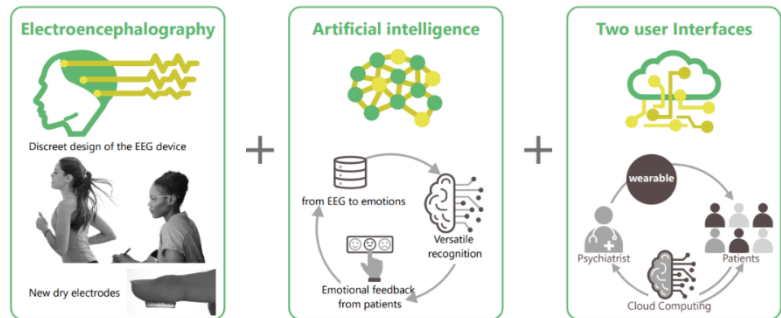 Electroencephalography
Discreet design of the EEG device
New dry electrodes
+
Artificial intelligence
from EEG to emotions
Versatile
recognition
Emotional feedback
from patients
+
Two user Interfaces
wearable
Psychiatrist
Patients
Cloud Computing